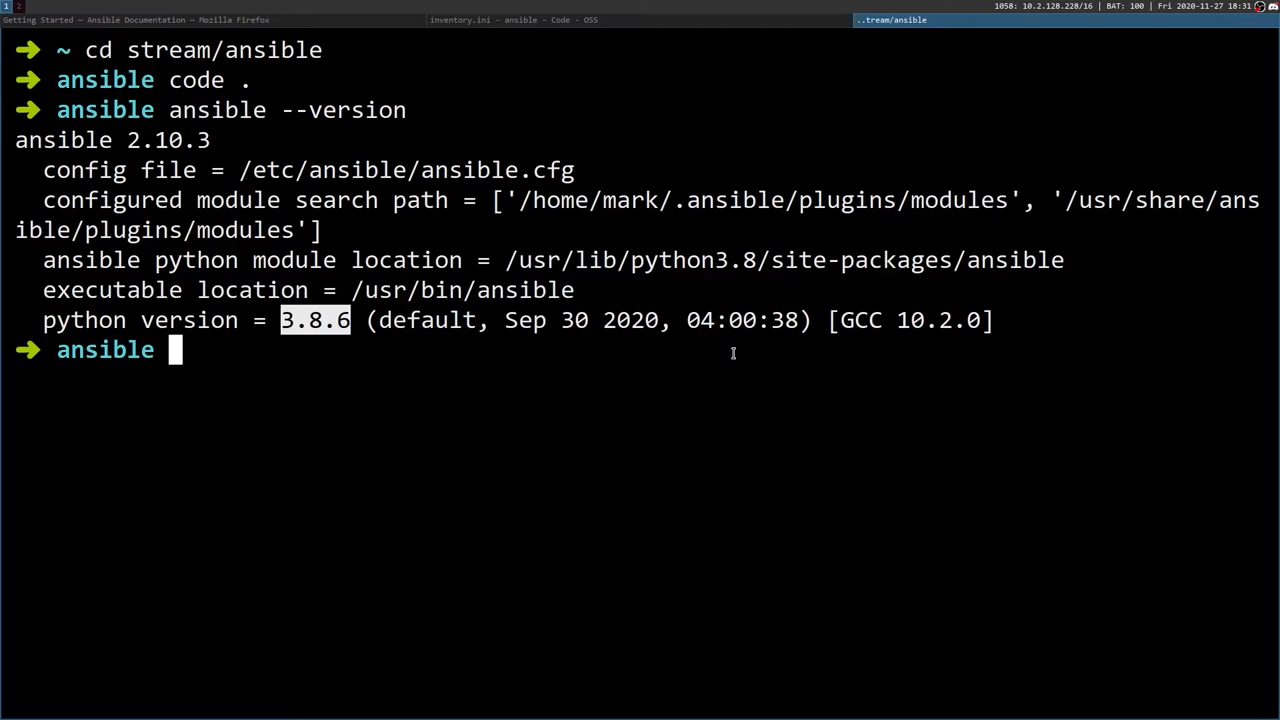 1 2
1058: 10.2.128.228/16 | BAT: 100 | Fri 2020-11-27 18:31
Getting Started — Ansible Documentation — Mozilla Firefox
inventory.ini - ansible - Code - OSS
..tream/ansible
➜ ~ cd stream/ansible
➜ ansible code .
➜ ansible ansible --version
ansible 2.10.3
config file = /etc/ansible/ansible.cfg
configured module search path = ['/home/mark/.ansible/plugins/modules', '/usr/share/ans
ible/plugins/modules']
ansible python module location = /usr/lib/python3.8/site-packages/ansible
executable location = /usr/bin/ansible
python version = 3.8.6 (default, Sep 30 2020, 04:00:38) [GCC 10.2.0]
➜ ansible